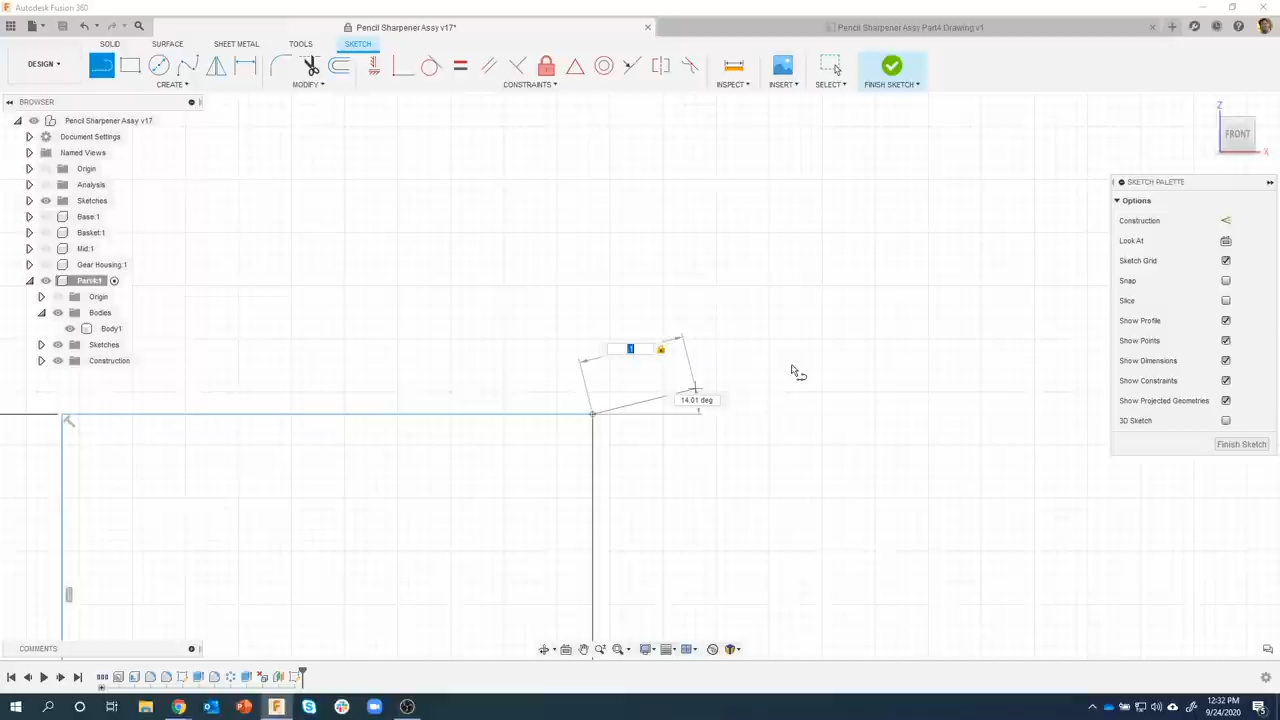 Autodesk Fusion 360
Pencil Sharpener Assy v17*
Pencil Sharpener Assy Part4 Drawing v1
SOLID
SURFACE
SHEET METAL
TOOLS
SKETCH
DESIGN
CREATE
MODIFY
CONSTRAINTS
INSPECT
INSERT
SELECT
FINISH SKETCH
BROWSER
Pencil Sharpener Assy v17
Document Settings
Named Views
Origin
Analysis
Sketches
Base:1
Basket:1
Mid:1
Gear Housing:1
Part4:1
Origin
Bodies
Body1
Sketches
Construction
Z
FRONT
X
SKETCH PALETTE
Options
Construction
Look At
Sketch Grid
Snap
Slice
Show Profile
Show Points
Show Dimensions
Show Constraints
Show Projected Geometries
3D Sketch
Finish Sketch
1
14.01 deg
COMMENTS
12:32 PM
9/24/2020
5